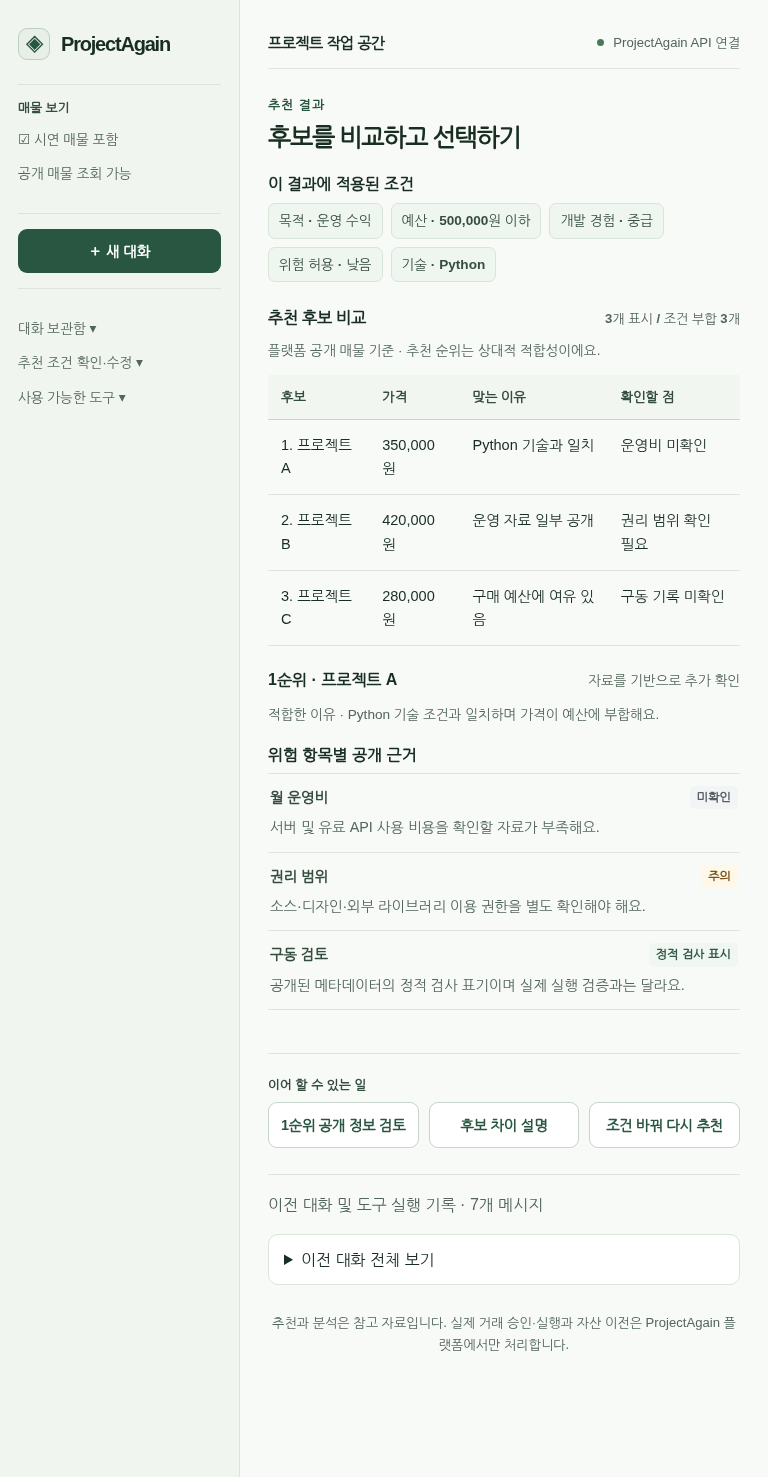 ProjectAgain
매물 보기
☑ 시연 매물 포함
공개 매물 조회 가능
＋ 새 대화
대화 보관함 ▾
추천 조건 확인·수정 ▾
사용 가능한 도구 ▾
프로젝트 작업 공간
ProjectAgain API 연결
추천 결과
후보를 비교하고 선택하기
이 결과에 적용된 조건
목적 · 운영 수익
예산 · 500,000원 이하
개발 경험 · 중급
위험 허용 · 낮음
기술 · Python
추천 후보 비교
3개 표시 / 조건 부합 3개
플랫폼 공개 매물 기준 · 추천 순위는 상대적 적합성이에요.
후보 가격 맞는 이유 확인할 점
1. 프로젝트 350,000 Python 기술과 일치 운영비 미확인
A 원
2. 프로젝트 420,000 운영 자료 일부 공개 권리 범위 확인
B 원 필요
3. 프로젝트 280,000 구매 예산에 여유 있 구동 기록 미확인
C 원 음
1순위 · 프로젝트 A
자료를 기반으로 추가 확인
적합한 이유 · Python 기술 조건과 일치하며 가격이 예산에 부합해요.
위험 항목별 공개 근거
월 운영비
미확인
서버 및 유료 API 사용 비용을 확인할 자료가 부족해요.
권리 범위
주의
소스·디자인·외부 라이브러리 이용 권한을 별도 확인해야 해요.
구동 검토
정적 검사 표시
공개된 메타데이터의 정적 검사 표기이며 실제 실행 검증과는 달라요.
이어 할 수 있는 일
1순위 공개 정보 검토
후보 차이 설명
조건 바꿔 다시 추천
이전 대화 및 도구 실행 기록 · 7개 메시지
▶ 이전 대화 전체 보기
추천과 분석은 참고 자료입니다. 실제 거래 승인·실행과 자산 이전은 ProjectAgain 플
랫폼에서만 처리합니다.